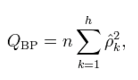 $Q_{\mathrm{BP}} = n \sum_{k=1}^{h} \hat{\rho}_k^2,$